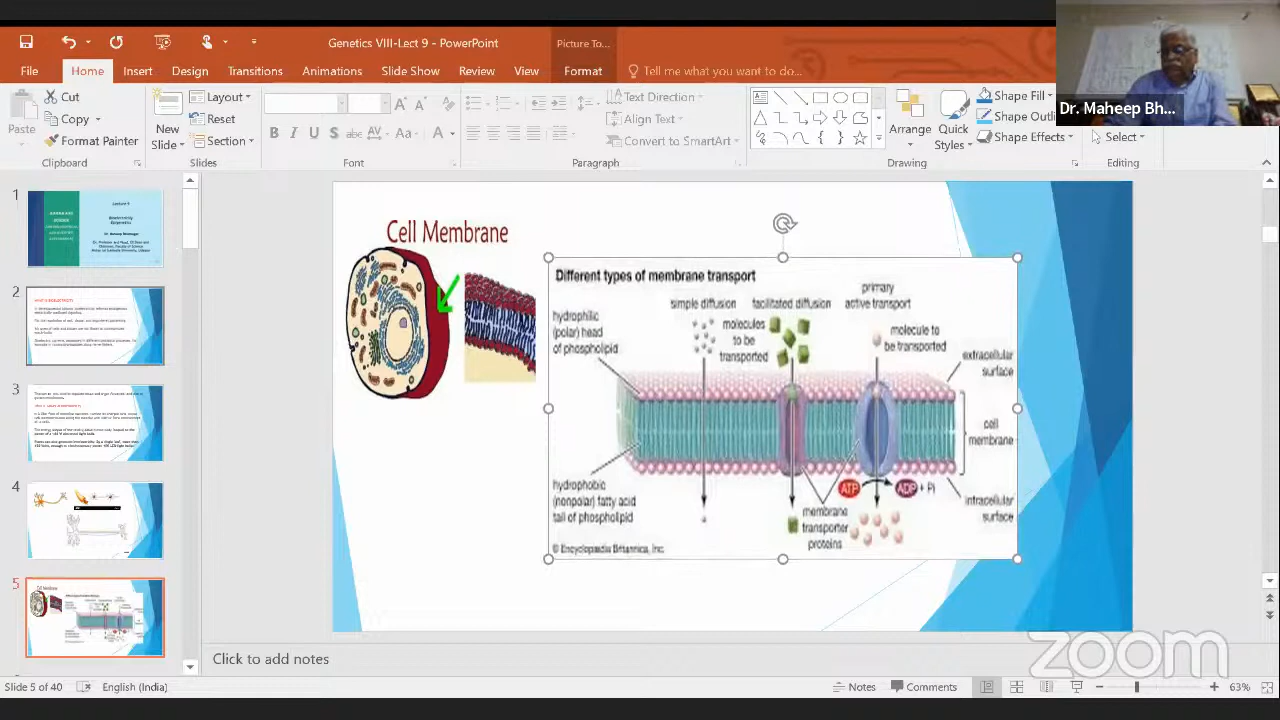 Genetics VIII-Lect 9 - PowerPoint
Picture To...
File
Home
Insert
Design
Transitions
Animations
Slide Show
Review
View
Format
Tell me what you want to do...
Dr. Maheep Bh...
Paste
Cut
Copy
Format Painter
Clipboard
New
Slide
Layout
Reset
Section
Slides
Font
Text Direction
Align Text
Convert to SmartArt
Paragraph
Arrange
Quick
Styles
Shape Fill
Shape Outli
Shape Effects
Drawing
Select
Editing
1
2
3
4
5
Cell Membrane
Different types of membrane transport
simple diffusion
facilitated diffusion
primary
active transport
hydrophilic
(polar) head
of phospholipid
molecules
to be
transported
molecule to
be transported
extracellular
surface
cell
membrane
hydrophobic
(nonpolar) fatty acid
tail of phospholipid
membrane
transporter
proteins
ATP
ADP + Pi
intracellular
surface
© Encyclopædia Britannica, Inc.
zoom
Click to add notes
Slide 5 of 40
English (India)
Notes
Comments
63%